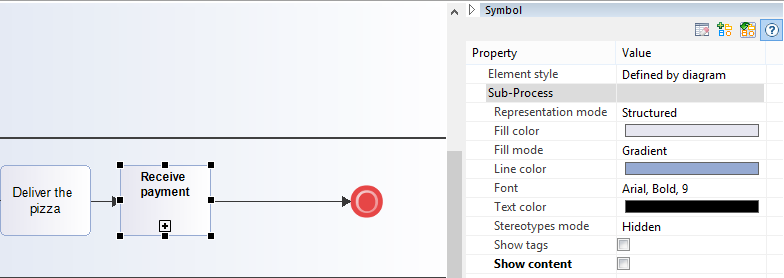 Symbol
Property Value
Element style Defined by diagram
Sub-Process
Representation mode Structured
Fill color
Fill mode Gradient
Line color
Font Arial, Bold, 9
Text color
Stereotypes mode Hidden
Show tags
Show content
Deliver the
pizza
Receive
payment